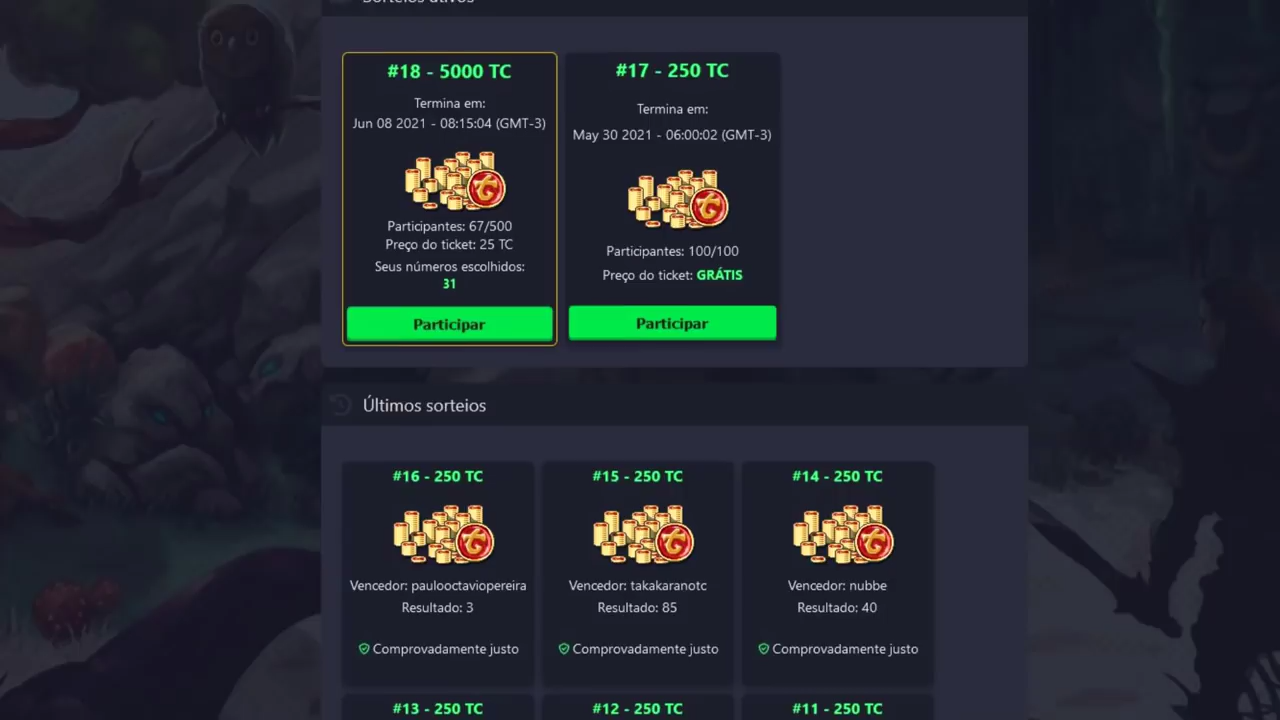 Sorteios ativos
#18 - 5000 TC
Termina em:
Jun 08 2021 - 08:15:04 (GMT-3)
Participantes: 67/500
Preço do ticket: 25 TC
Seus números escolhidos:
31
Participar
#17 - 250 TC
Termina em:
May 30 2021 - 06:00:02 (GMT-3)
Participantes: 100/100
Preço do ticket: GRÁTIS
Participar
Últimos sorteios
#16 - 250 TC
Vencedor: paulooctaviopereira
Resultado: 3
Comprovadamente justo
#15 - 250 TC
Vencedor: takakaranotc
Resultado: 85
Comprovadamente justo
#14 - 250 TC
Vencedor: nubbe
Resultado: 40
Comprovadamente justo
#13 - 250 TC
#12 - 250 TC
#11 - 250 TC